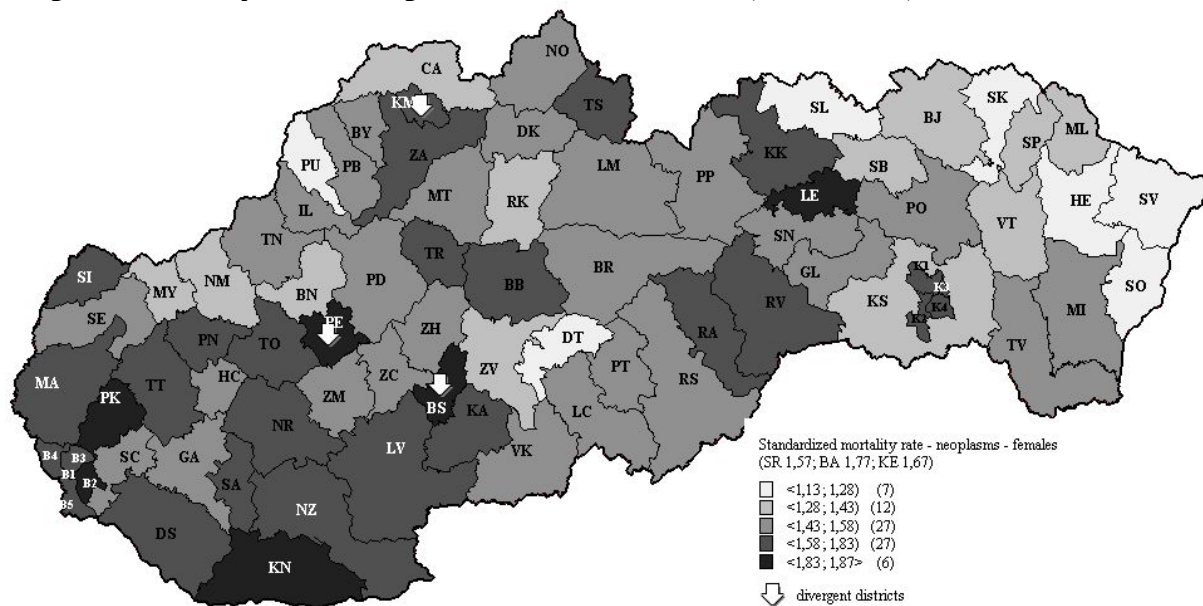 NO
CA
KM
TS
SL
SK
BY
DK
BJ
ML
SP
PU
PB
ZA
KK
LM
SB
PP
MT
LE
RK
HE
SV
IL
PO
VT
TN
SN
TR
BR
GL
K1
SI
NM
PD
BB
K3
SO
MY
BN
RV
KS
K4
MI
SE
PE
ZH
DT
RA
K2
PN
TO
TV
MA
HC
ZC
ZV
PT
TT
ZM
RS
PK
BS
KA
LC
NR
LV
VK
B4
B3
SC
GA
B1
B2
SA
B5
NZ
DS
KN
Standardized mortality rate - neoplasms - females
(SR 1,57; BA 1,77; KE 1,67)
<1,13; 1,28) (7)
<1,28; 1,43) (12)
<1,43; 1,58) (27)
<1,58; 1,83) (27)
<1,83; 1,87> (6)
divergent districts